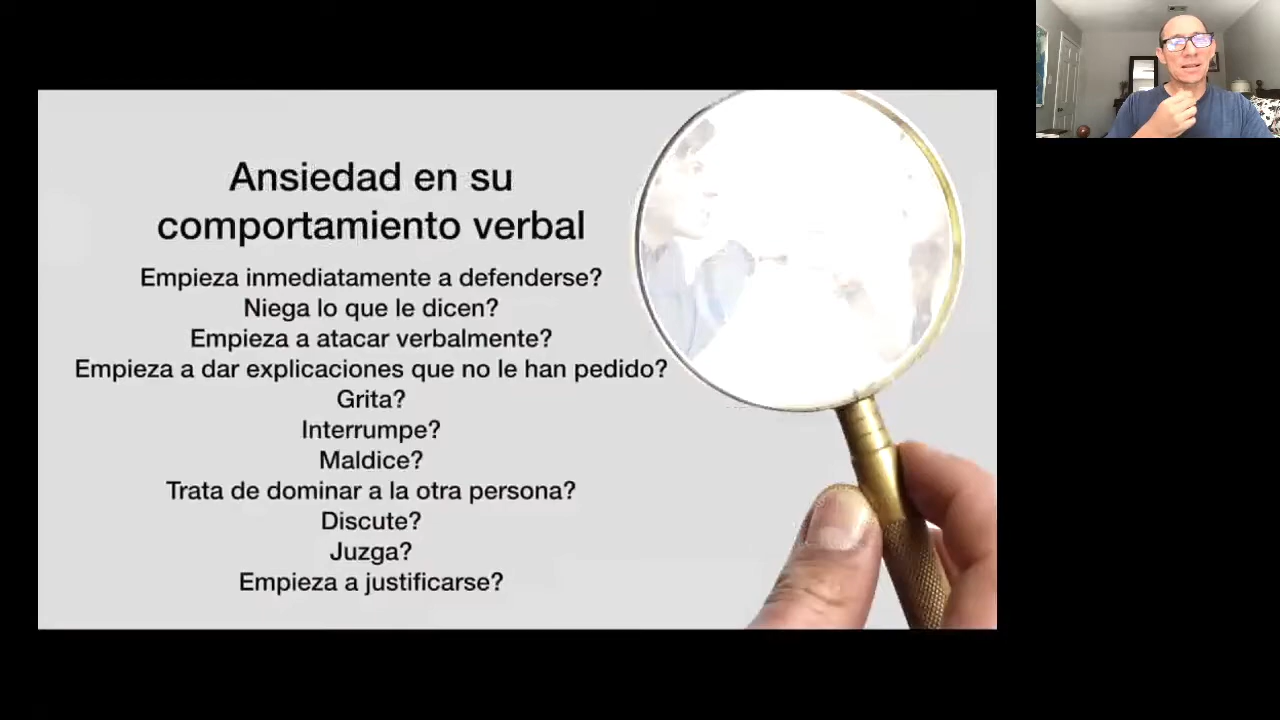 Ansiedad en su
comportamiento verbal
Empieza inmediatamente a defenderse?
Niega lo que le dicen?
Empieza a atacar verbalmente?
Empieza a dar explicaciones que no le han pedido?
Grita?
Interrumpe?
Maldice?
Trata de dominar a la otra persona?
Discute?
Juzga?
Empieza a justificarse?